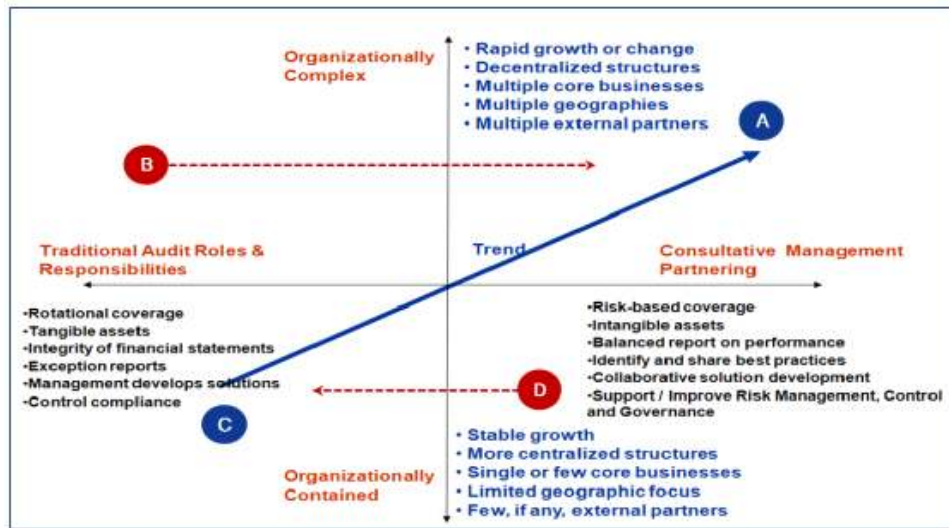 Organizationally
Complex
• Rapid growth or change
• Decentralized structures
• Multiple core businesses
• Multiple geographies
• Multiple external partners
A
B
Traditional Audit Roles &
Responsibilities
Trend
Consultative Management
Partnering
•Rotational coverage
•Tangible assets
•Integrity of financial statements
•Exception reports
•Management develops solutions
•Control compliance
•Risk-based coverage
•Intangible assets
•Balanced report on performance
•Identify and share best practices
•Collaborative solution development
•Support / Improve Risk Management, Control
and Governance
D
C
Organizationally
Contained
• Stable growth
• More centralized structures
• Single or few core businesses
• Limited geographic focus
• Few, if any, external partners